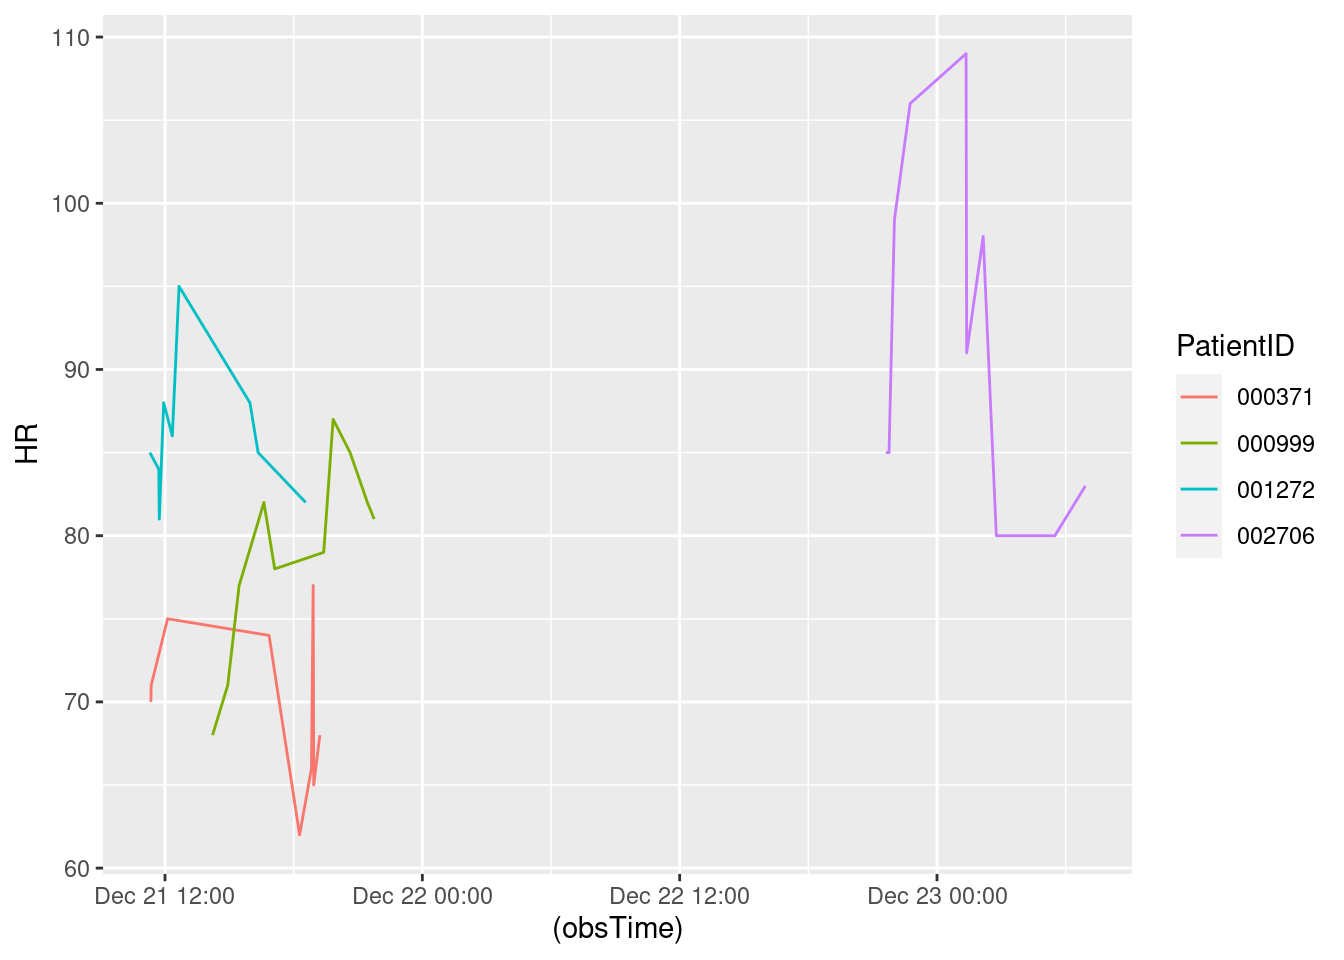 110
100
90
80
70
60
HR
Dec 21 12:00
Dec 22 00:00
Dec 22 12:00
Dec 23 00:00
(obsTime)
PatientID
000371
000999
001272
002706